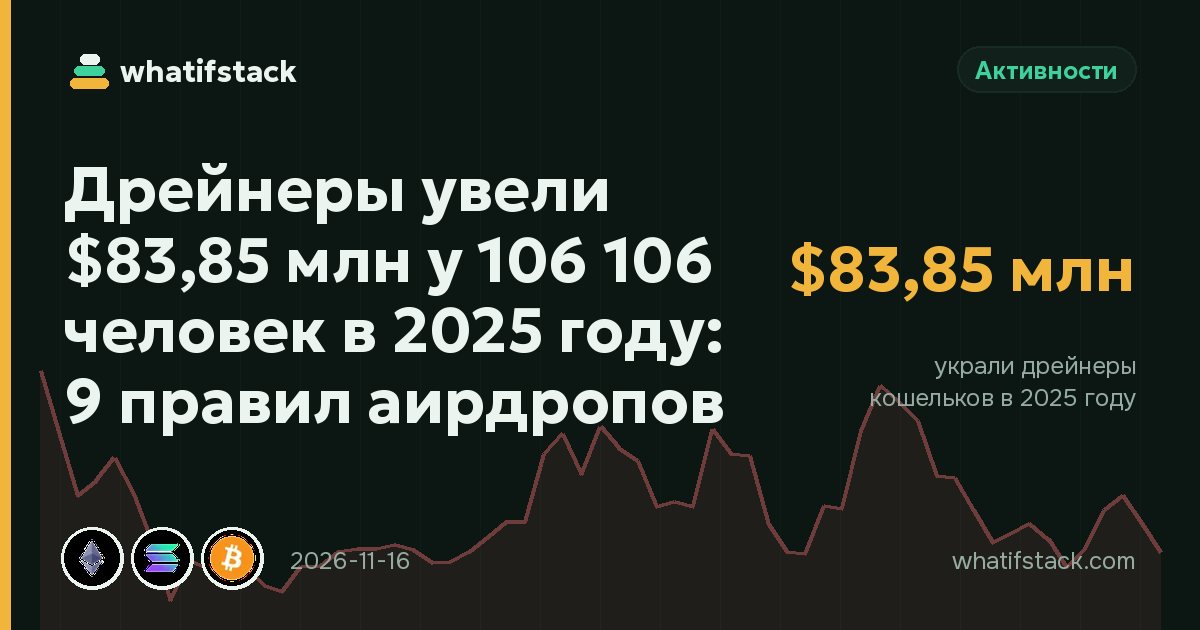 whatifstack
Активности
Дрейнеры увели
$83,85 млн у 106 106
человек в 2025 году:
9 правил аирдропов
$83,85 млн
украли дрейнеры
кошельков в 2025 году
2026-11-16
whatifstack.com